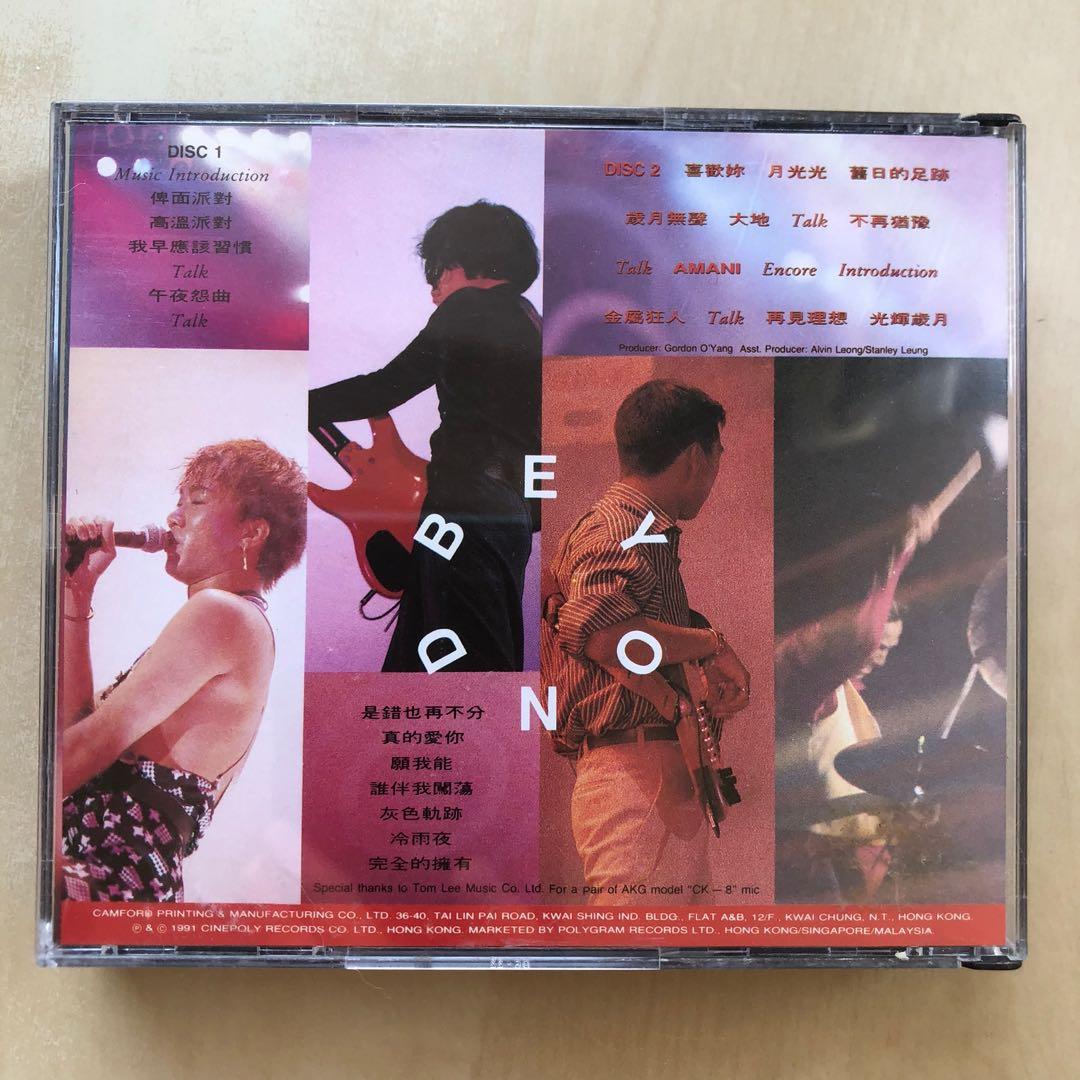 DISC 1
Music Introduction
俾面派對
高溫派對
我早應該習慣
Talk
午夜怨曲
Talk
是錯也再不分
真的愛你
願我能
誰伴我闖蕩
灰色軌跡
冷雨夜
完全的擁有
DISC 2 喜歡妳 月光光 舊日的足跡
歲月無聲 大地 Talk 不再猶豫
Talk AMANI Encore Introduction
金屬狂人 Talk 再見理想 光輝歲月
Producer: Gordon O'Yang Asst. Producer: Alvin Leong/Stanley Leung
BEYOND
Special thanks to Tom Lee Music Co. Ltd. For a pair of AKG model "CK – 8" mic
CAMFORD PRINTING & MANUFACTURING CO., LTD. 36-40, TAI LIN PAI ROAD, KWAI SHING IND. BLDG., FLAT A&B, 12/F, KWAI CHUNG, N.T., HONG KONG.
℗ & © 1991 CINEPOLY RECORDS CO. LTD., HONG KONG. MARKETED BY POLYGRAM RECORDS LTD., HONG KONG/SINGAPORE/MALAYSIA.